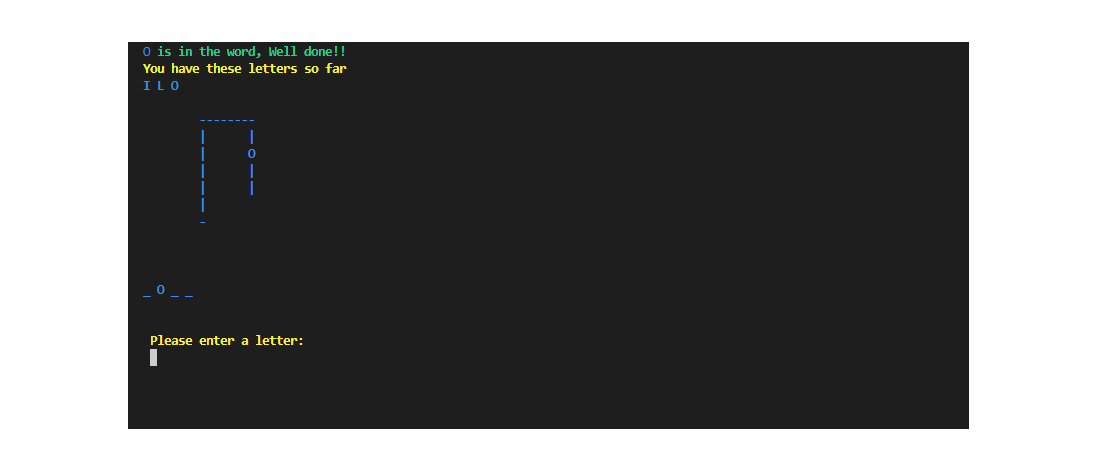 O is in the word, Well done!!
You have these letters so far
I L O
--------
|      |
|      O
|      |
|      |
|
-
_ O _ _
Please enter a letter: